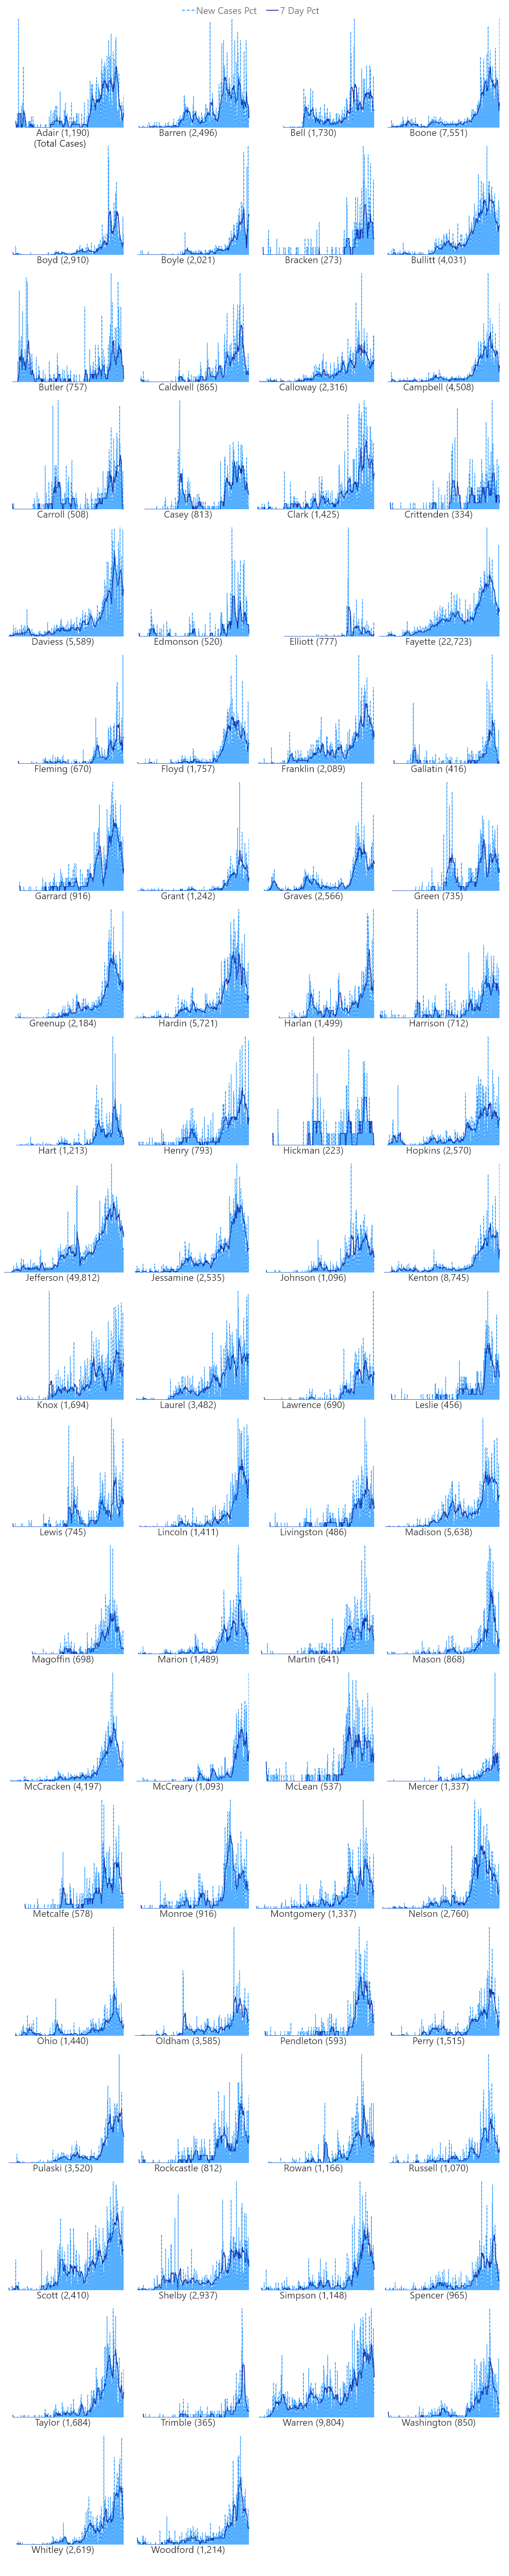 New Cases Pct 7 Day Pct
Adair (1,190) Barren (2,496) Bell (1,730) Boone (7,551)
(Total Cases)
Boyd (2,910) Boyle (2,021) Bracken (273) Bullitt (4,031)
Butler (757) Caldwell (865) Calloway (2,316) Campbell (4,508)
Carroll (508) Casey (813) Clark (1,425) Crittenden (334)
Daviess (5,589) Edmonson (520) Elliott (777) Fayette (22,723)
Fleming (670) Floyd (1,757) Franklin (2,089) Gallatin (416)
Garrard (916) Grant (1,242) Graves (2,566) Green (735)
Greenup (2,184) Hardin (5,721) Harlan (1,499) Harrison (712)
Hart (1,213) Henry (793) Hickman (223) Hopkins (2,570)
Jefferson (49,812) Jessamine (2,535) Johnson (1,096) Kenton (8,745)
Knox (1,694) Laurel (3,482) Lawrence (690) Leslie (456)
Lewis (745) Lincoln (1,411) Livingston (486) Madison (5,638)
Magoffin (698) Marion (1,489) Martin (641) Mason (868)
McCracken (4,197) McCreary (1,093) McLean (537) Mercer (1,337)
Metcalfe (578) Monroe (916) Montgomery (1,337) Nelson (2,760)
Ohio (1,440) Oldham (3,585) Pendleton (593) Perry (1,515)
Pulaski (3,520) Rockcastle (812) Rowan (1,166) Russell (1,070)
Scott (2,410) Shelby (2,937) Simpson (1,148) Spencer (965)
Taylor (1,684) Trimble (365) Warren (9,804) Washington (850)
Whitley (2,619) Woodford (1,214)